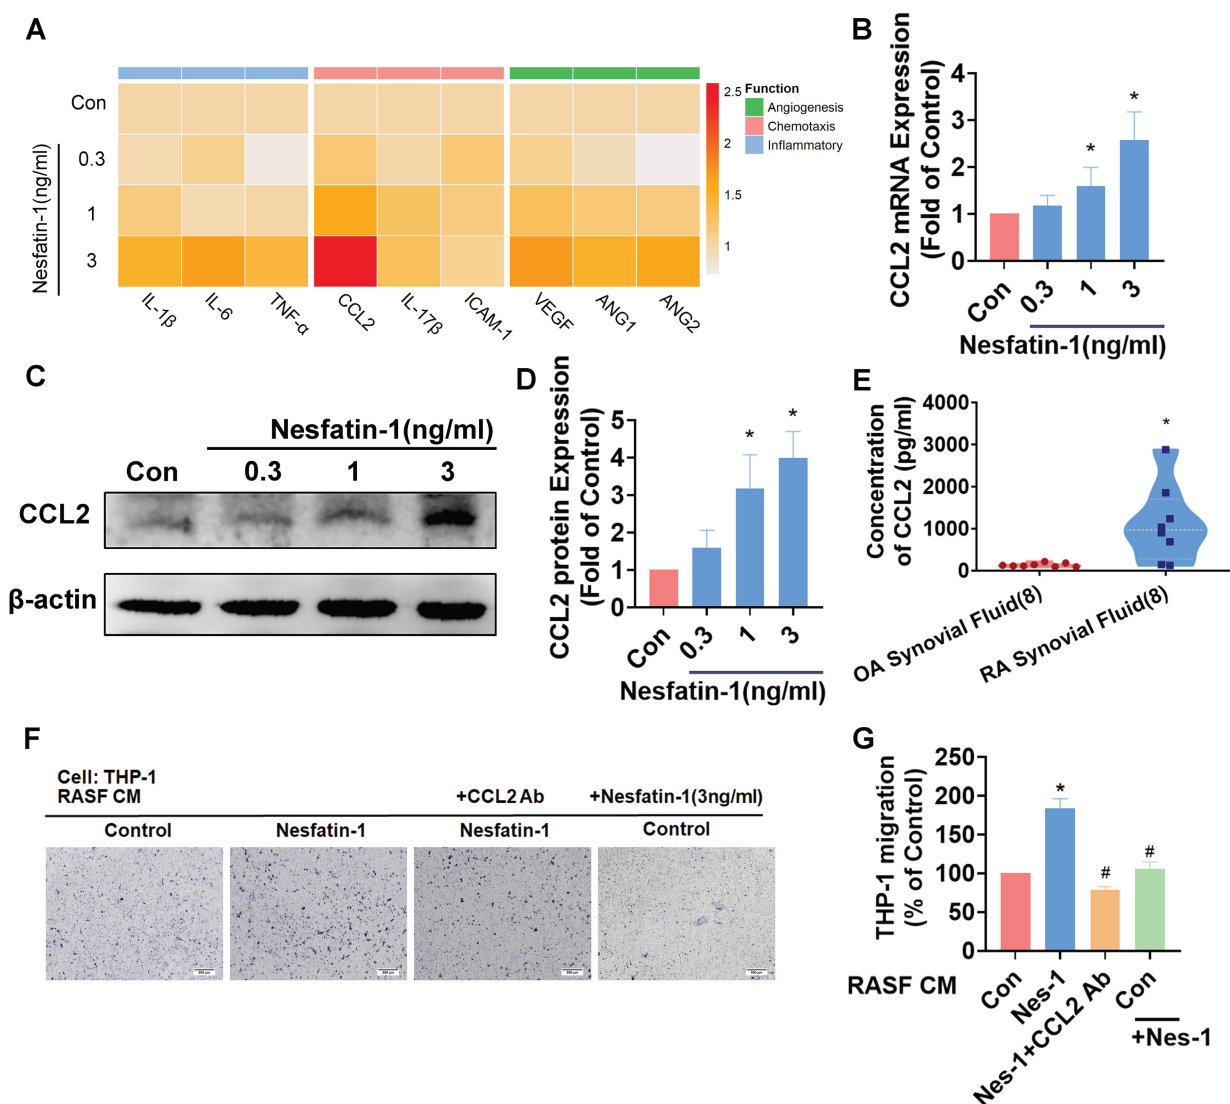 A
Con
0.3
1
3
Nesfatin-1(ng/ml)
IL-1β
IL-6
TNF-α
CCL2
IL-17β
ICAM-1
VEGF
ANG1
ANG2
2.5
2
1.5
1
Function
Angiogenesis
Chemotaxis
Inflammatory
B
CCL2 mRNA Expression
(Fold of Control)
4
3
2
1
0
*
*
Con
0.3
1
3
Nesfatin-1(ng/ml)
C
Nesfatin-1(ng/ml)
Con 0.3 1 3
CCL2
β-actin
D
CCL2 protein Expression
(Fold of Control)
5
4
3
2
1
0
*
*
Con
0.3
1
3
Nesfatin-1(ng/ml)
E
Concentration
of CCL2 (pg/ml)
4000
3000
2000
1000
0
*
OA Synovial Fluid(8)
RA Synovial Fluid(8)
F
Cell: THP-1
RASF CM +CCL2 Ab +Nesfatin-1(3ng/ml)
Control Nesfatin-1 Nesfatin-1 Control
G
THP-1 migration
(% of Control)
250
200
150
100
50
0
*
#
#
RASF CM
Con
Nes-1
Nes-1+CCL2 Ab
Con
+Nes-1